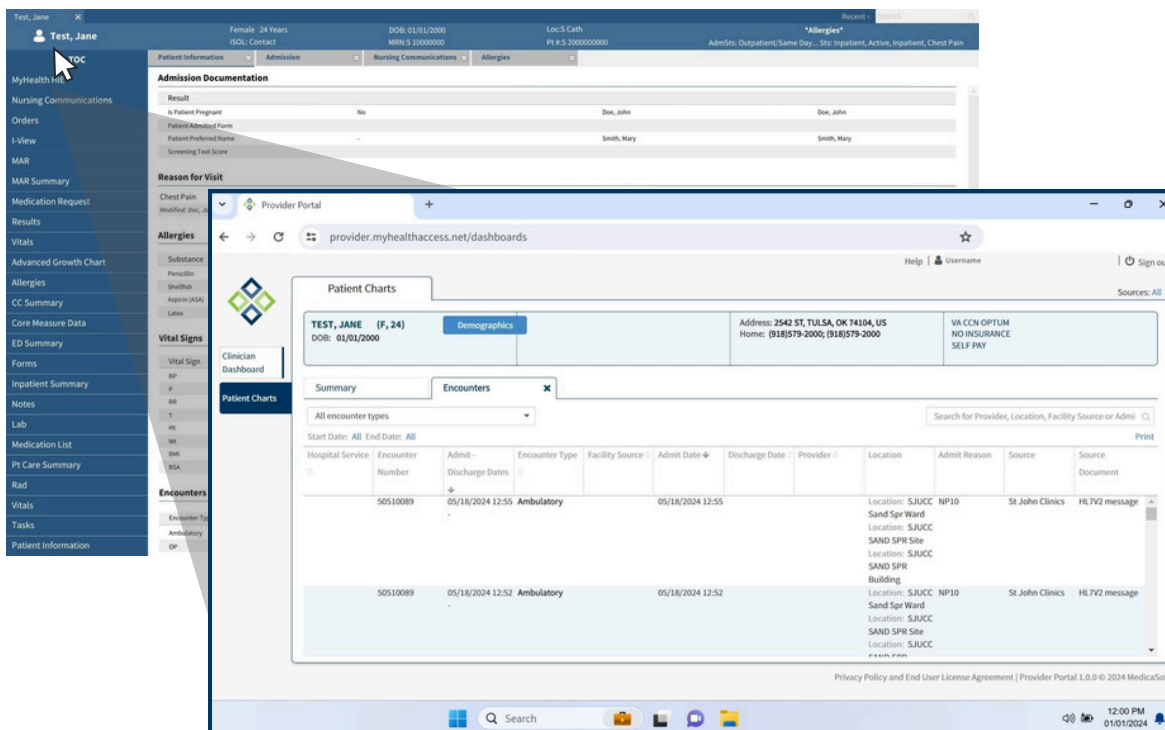 Test, Jane
Recent
Search
Test, Jane
Female 24 Years
DOB: 01/01/2000
Loc:S Cath
*Allergies*
ISOL: Contact
MRN:S 10000000
Pt #:S 2000000000
AdmSts: Outpatient/Same Day... Sts: Inpatient, Active, Inpatient, Chest Pain
TOC
Patient Information
Admission
Nursing Communications
Allergies
MyHealth HIE
Nursing Communications
Orders
I-View
MAR
MAR Summary
Medication Request
Results
Vitals
Advanced Growth Chart
Allergies
CC Summary
Core Measure Data
ED Summary
Forms
Inpatient Summary
Notes
Lab
Medication List
Pt Care Summary
Rad
Vitals
Tasks
Patient Information
Admission Documentation
Result
Is Patient Pregnant No Doe, John Doe, John
Patient Admitted Form
Patient Preferred Name - Smith, Mary Smith, Mary
Screening Tool Score
Reason for Visit
Chest Pain
Modified: Doc,
Allergies
Substance
Penicillin
Shellfish
Aspirin (ASA)
Latex
Vital Signs
Vital Sign
BP
P
RR
T
Ht
Wt
BMI
BSA
Encounters
Encounter
Ambulatory
OP
Provider Portal
provider.myhealthaccess.net/dashboards
Help | Username | Sign
Patient Charts
Sources: All
TEST, JANE (F, 24)
DOB: 01/01/2000
Demographics
Address: 2542 ST, TULSA, OK 74104, US
Home: (918)579-2000; (918)579-2000
VA CCN OPTUM
NO INSURANCE
SELF PAY
Clinician
Dashboard
Patient Charts
Summary
Encounters
All encounter types
Search for Provider, Location, Facility Source or Admi
Start Date: All End Date: All
Print
Hospital Service
Encounter
Number
Admit -
Discharge Dates
Encounter Type
Facility Source
Admit Date
Discharge Date
Provider
Location
Admit Reason
Source
Source
Document
50510089 05/18/2024 12:55 Ambulatory 05/18/2024 12:55 Location: SJUCC NP10 St John Clinics HL7V2 message
- Sand Spr Ward
Location: SJUCC
SAND SPR Site
Location: SJUCC
SAND SPR
Building
50510089 05/18/2024 12:52 Ambulatory 05/18/2024 12:52 Location: SJUCC NP10 St John Clinics HL7V2 message
- Sand Spr Ward
Location: SJUCC
SAND SPR Site
Location: SJUCC
Privacy Policy and End User License Agreement | Provider Portal 1.0.0 © 2024
Search
12:00 PM
01/01/2024